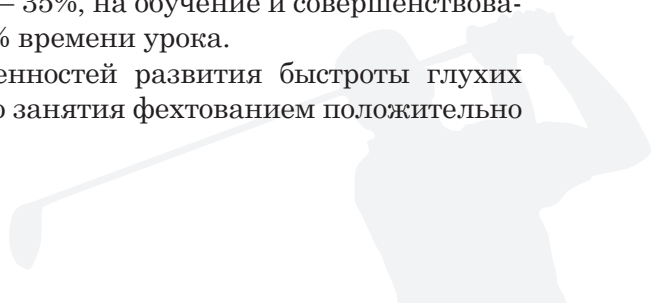 – 35%, на обучение и совершенствова-
% времени урока.
енностей развития быстроты глухих
о занятия фехтованием положительно